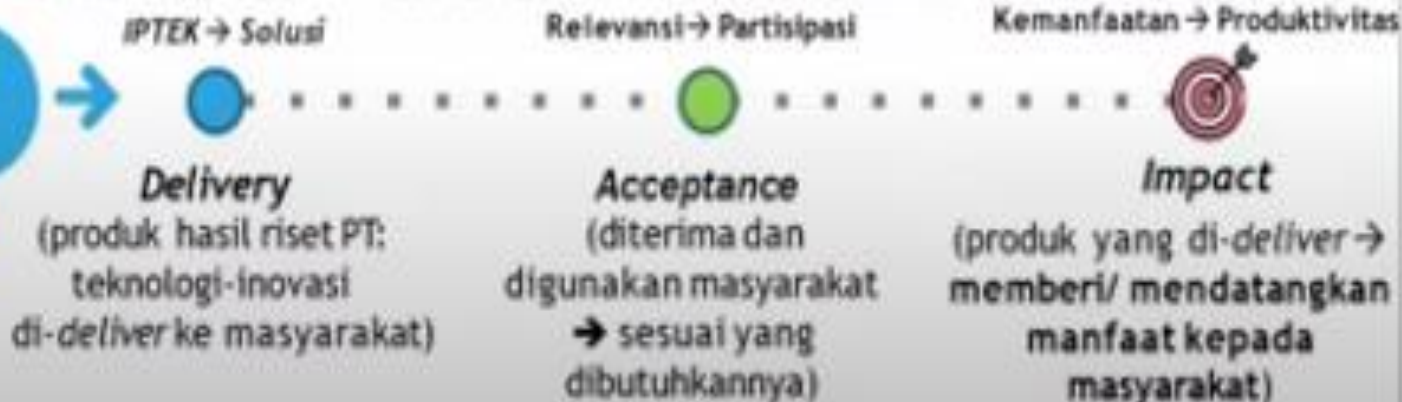 IPTEK → Solusi
Relevansi → Partisipasi
Kemanfaatan → Produktivitas
Delivery
(produk hasil riset PT:
teknologi-inovasi
di-deliver ke masyarakat)
Acceptance
(diterima dan
digunakan masyarakat
→ sesuai yang
dibutuhkannya)
Impact
(produk yang di-deliver →
memberi/ mendatangkan
manfaat kepada
masyarakat)